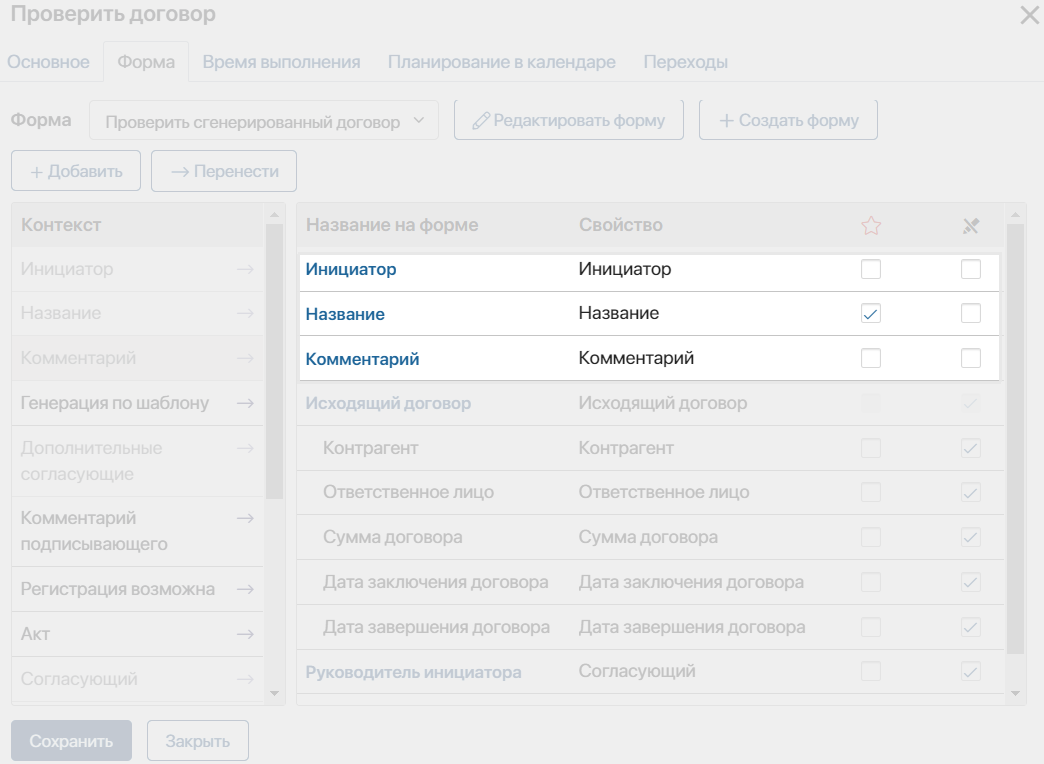 Проверить договор
Основное Форма Время выполнения Планирование в календаре Переходы
Форма Проверить сгенерированный договор Редактировать форму + Создать форму
+ Добавить → Перенести
Контекст
Инициатор →
Название →
Комментарий →
Генерация по шаблону →
Дополнительные →
согласующие
Комментарий →
подписывающего
Регистрация возможна →
Акт →
Согласующий →
Название на форме Свойство
Инициатор Инициатор
Название Название
Комментарий Комментарий
Исходящий договор Исходящий договор
Контрагент Контрагент
Ответственное лицо Ответственное лицо
Сумма договора Сумма договора
Дата заключения договора Дата заключения договора
Дата завершения договора Дата завершения договора
Руководитель инициатора Согласующий
Сохранить Закрыть